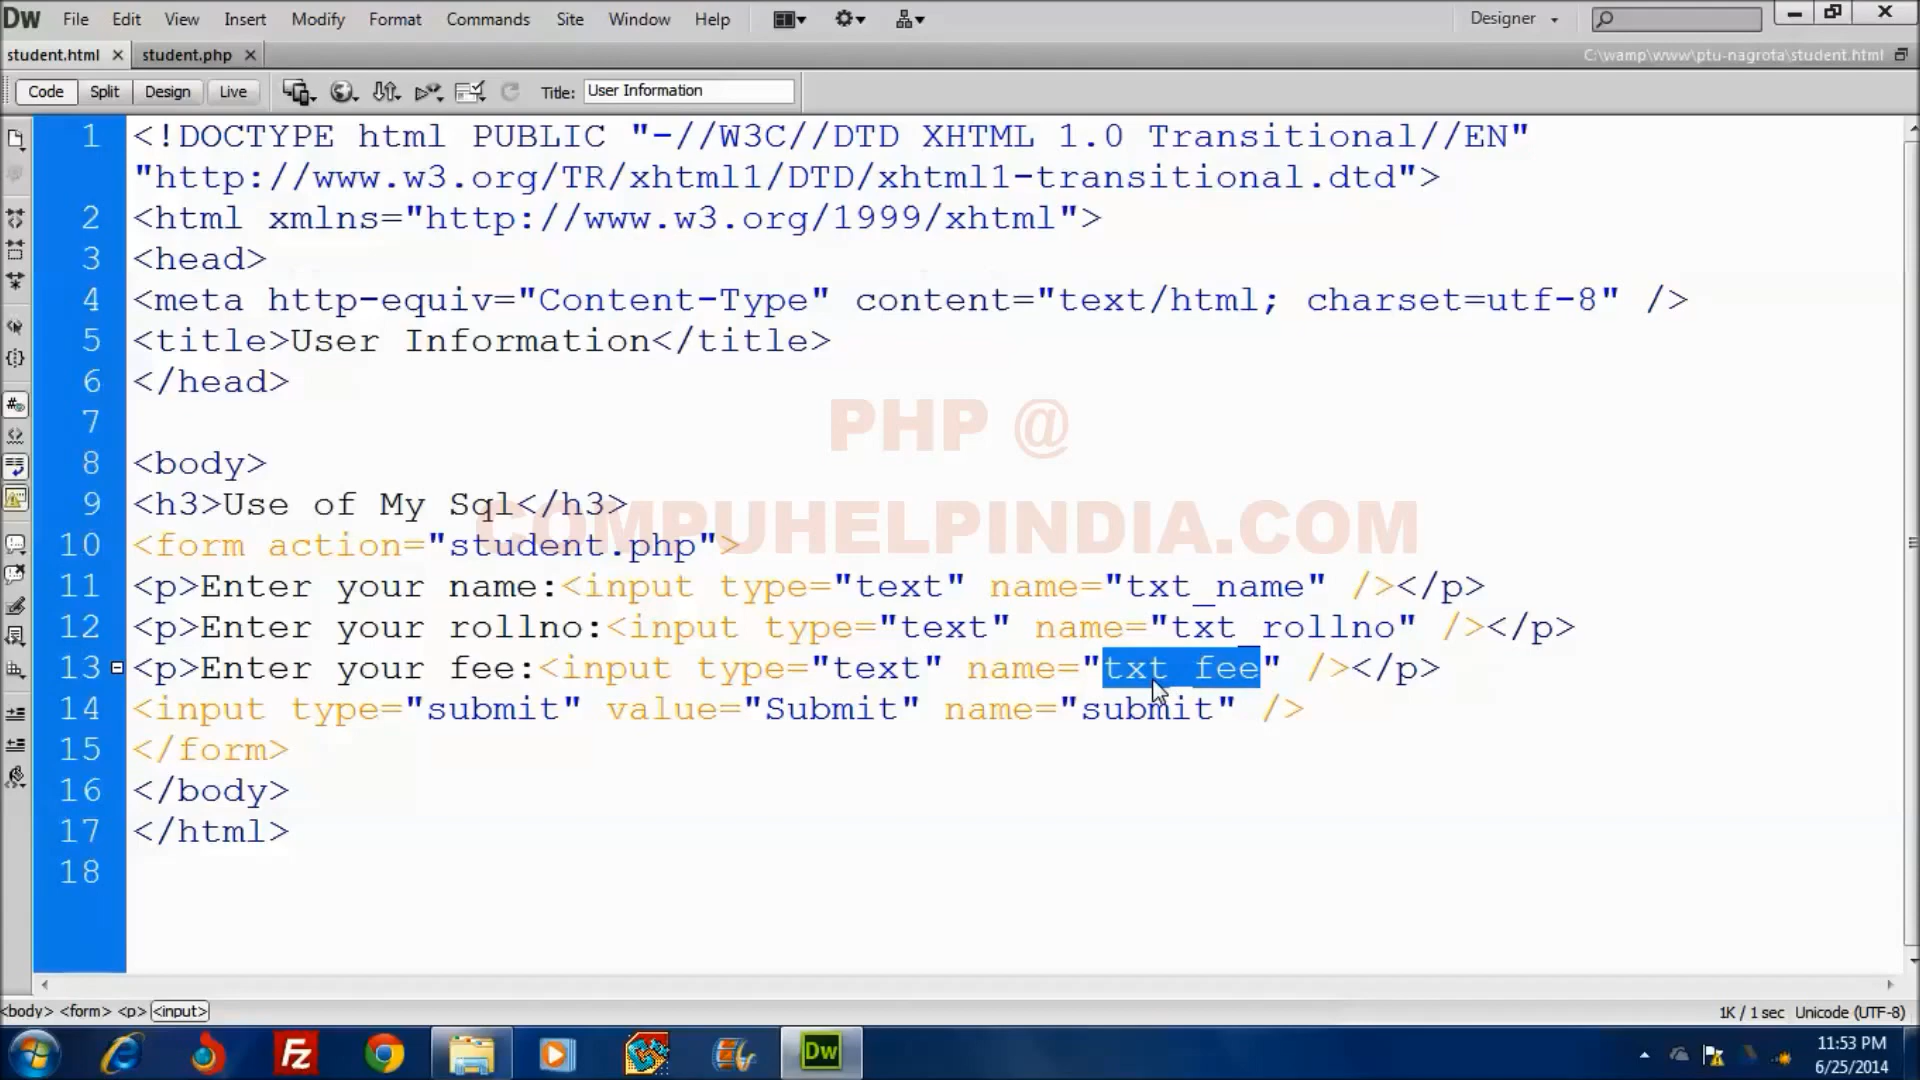 Dw File Edit View Insert Modify Format Commands Site Window Help Designer
student.html student.php C:\wamp\www\ptu-nagrota\student.html
Code Split Design Live Title: User Information
1 <!DOCTYPE html PUBLIC "-//W3C//DTD XHTML 1.0 Transitional//EN"
"http://www.w3.org/TR/xhtml1/DTD/xhtml1-transitional.dtd">
2 <html xmlns="http://www.w3.org/1999/xhtml">
3 <head>
4 <meta http-equiv="Content-Type" content="text/html; charset=utf-8" />
5 <title>User Information</title>
6 </head>
7
PHP @
8 <body>
9 <h3>Use of My Sql</h3>
COMPUHELPINDIA.COM
10 <form action="student.php">
11 <p>Enter your name:<input type="text" name="txt_name" /></p>
12 <p>Enter your rollno:<input type="text" name="txt_rollno" /></p>
13 <p>Enter your fee:<input type="text" name="txt_fee" /></p>
14 <input type="submit" value="Submit" name="submit" />
15 </form>
16 </body>
17 </html>
18
<body> <form> <p> <input> 1K / 1 sec Unicode (UTF-8)
Fz Dw 11:53 PM
6/25/2014